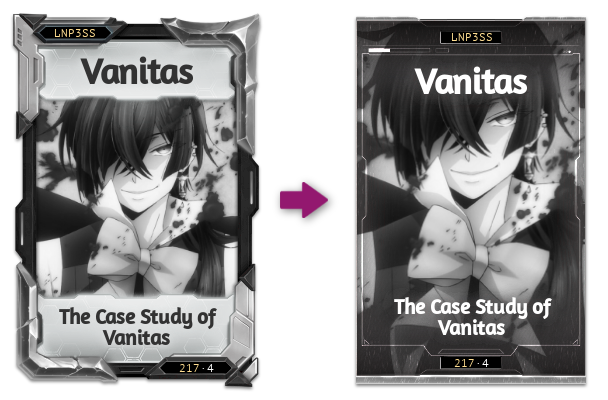 LNP3SS
Vanitas
The Case Study of
Vanitas
217·4
LNP3SS
Vanitas
The Case Study of
Vanitas
217·4